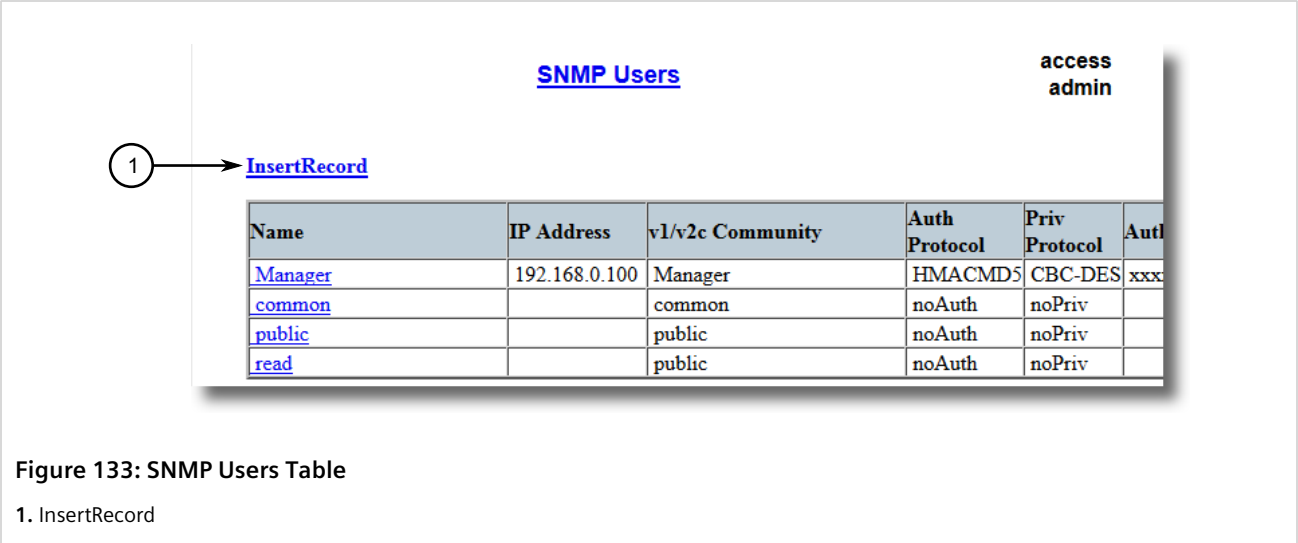 SNMP Users
access
admin
1
InsertRecord
Name IP Address v1/v2c Community Auth Protocol Priv Protocol
Manager 192.168.0.100 Manager HMACMD5 CBC-DES
common common noAuth noPriv
public public noAuth noPriv
read public noAuth noPriv
Figure 133: SNMP Users Table
1. InsertRecord